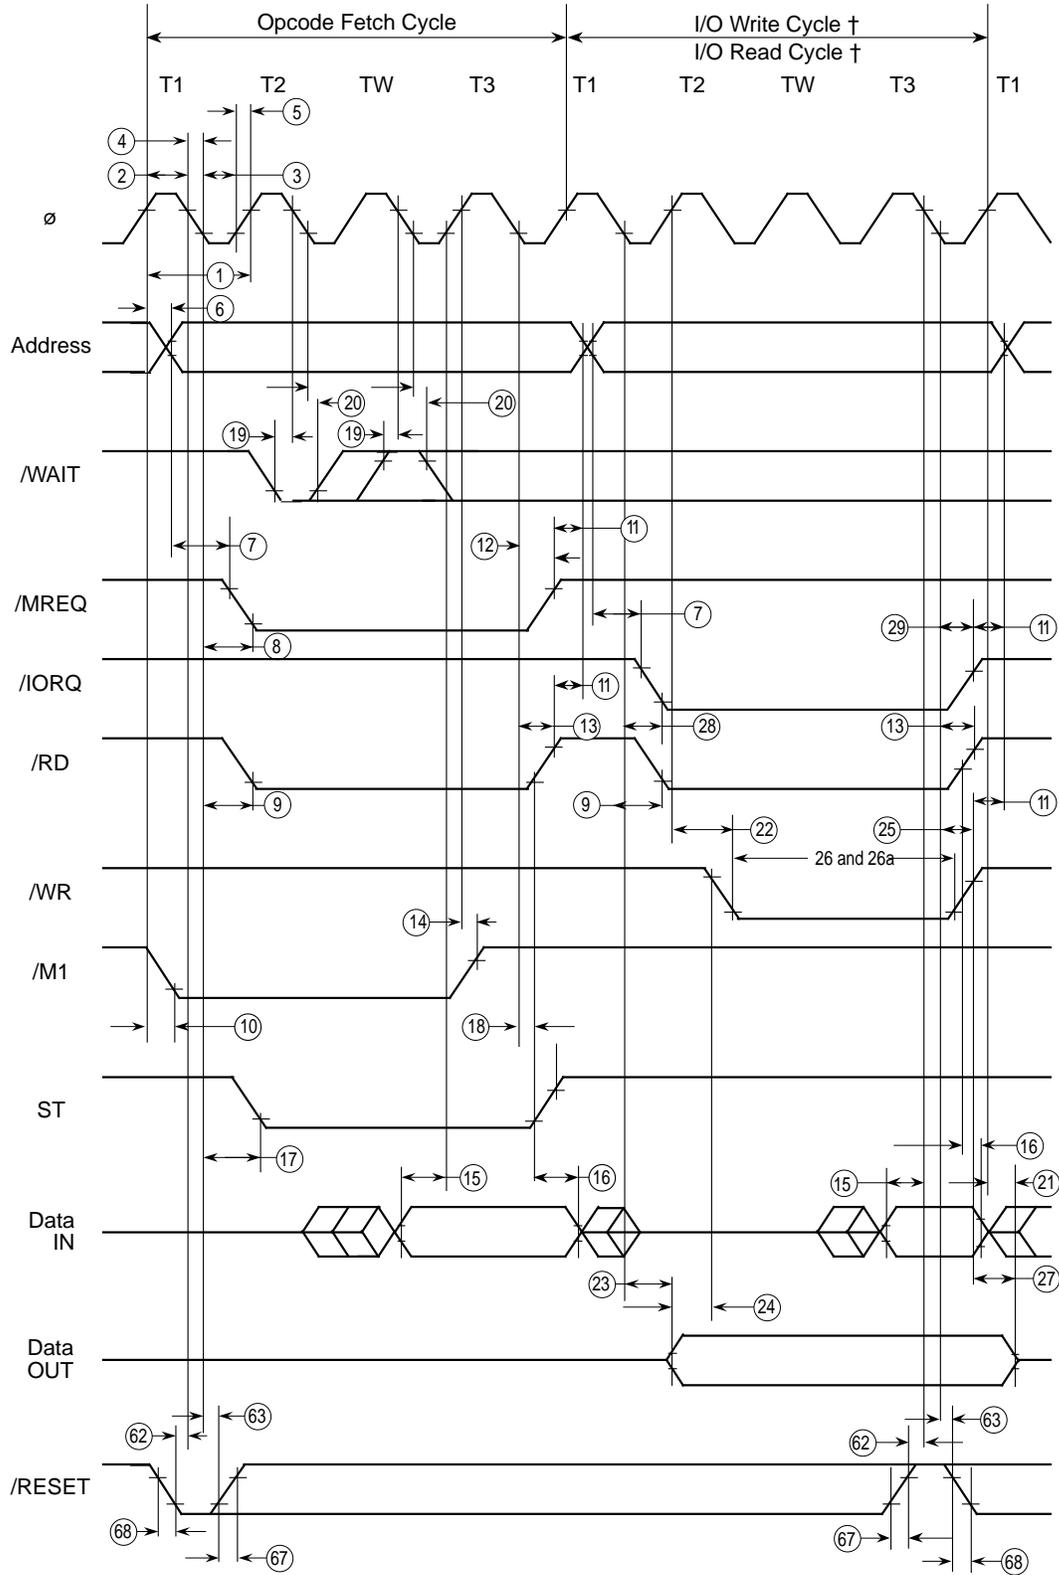 Opcode Fetch Cycle
I/O Write Cycle †
I/O Read Cycle †
T1 T2 TW T3 T1 T2 TW T3 T1
5
4
2 3
ø
1
6
Address
20 20
19 19
/WAIT
11
7 12
/MREQ
7 29 11
8
/IORQ
11
13 28 13
/RD
9 9 11
22 25
26 and 26a
/WR
14
/M1
10 18
ST
17 16
15 16 15 21
Data
IN
23 27
24
Data
OUT
63 63
62 62
/RESET
68 67
67 68